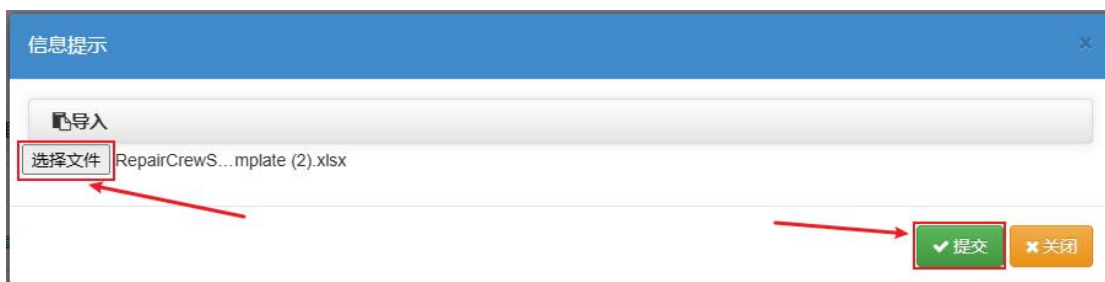 信息提示
导入
选择文件 RepairCrewS...mplate (2).xlsx
提交 关闭